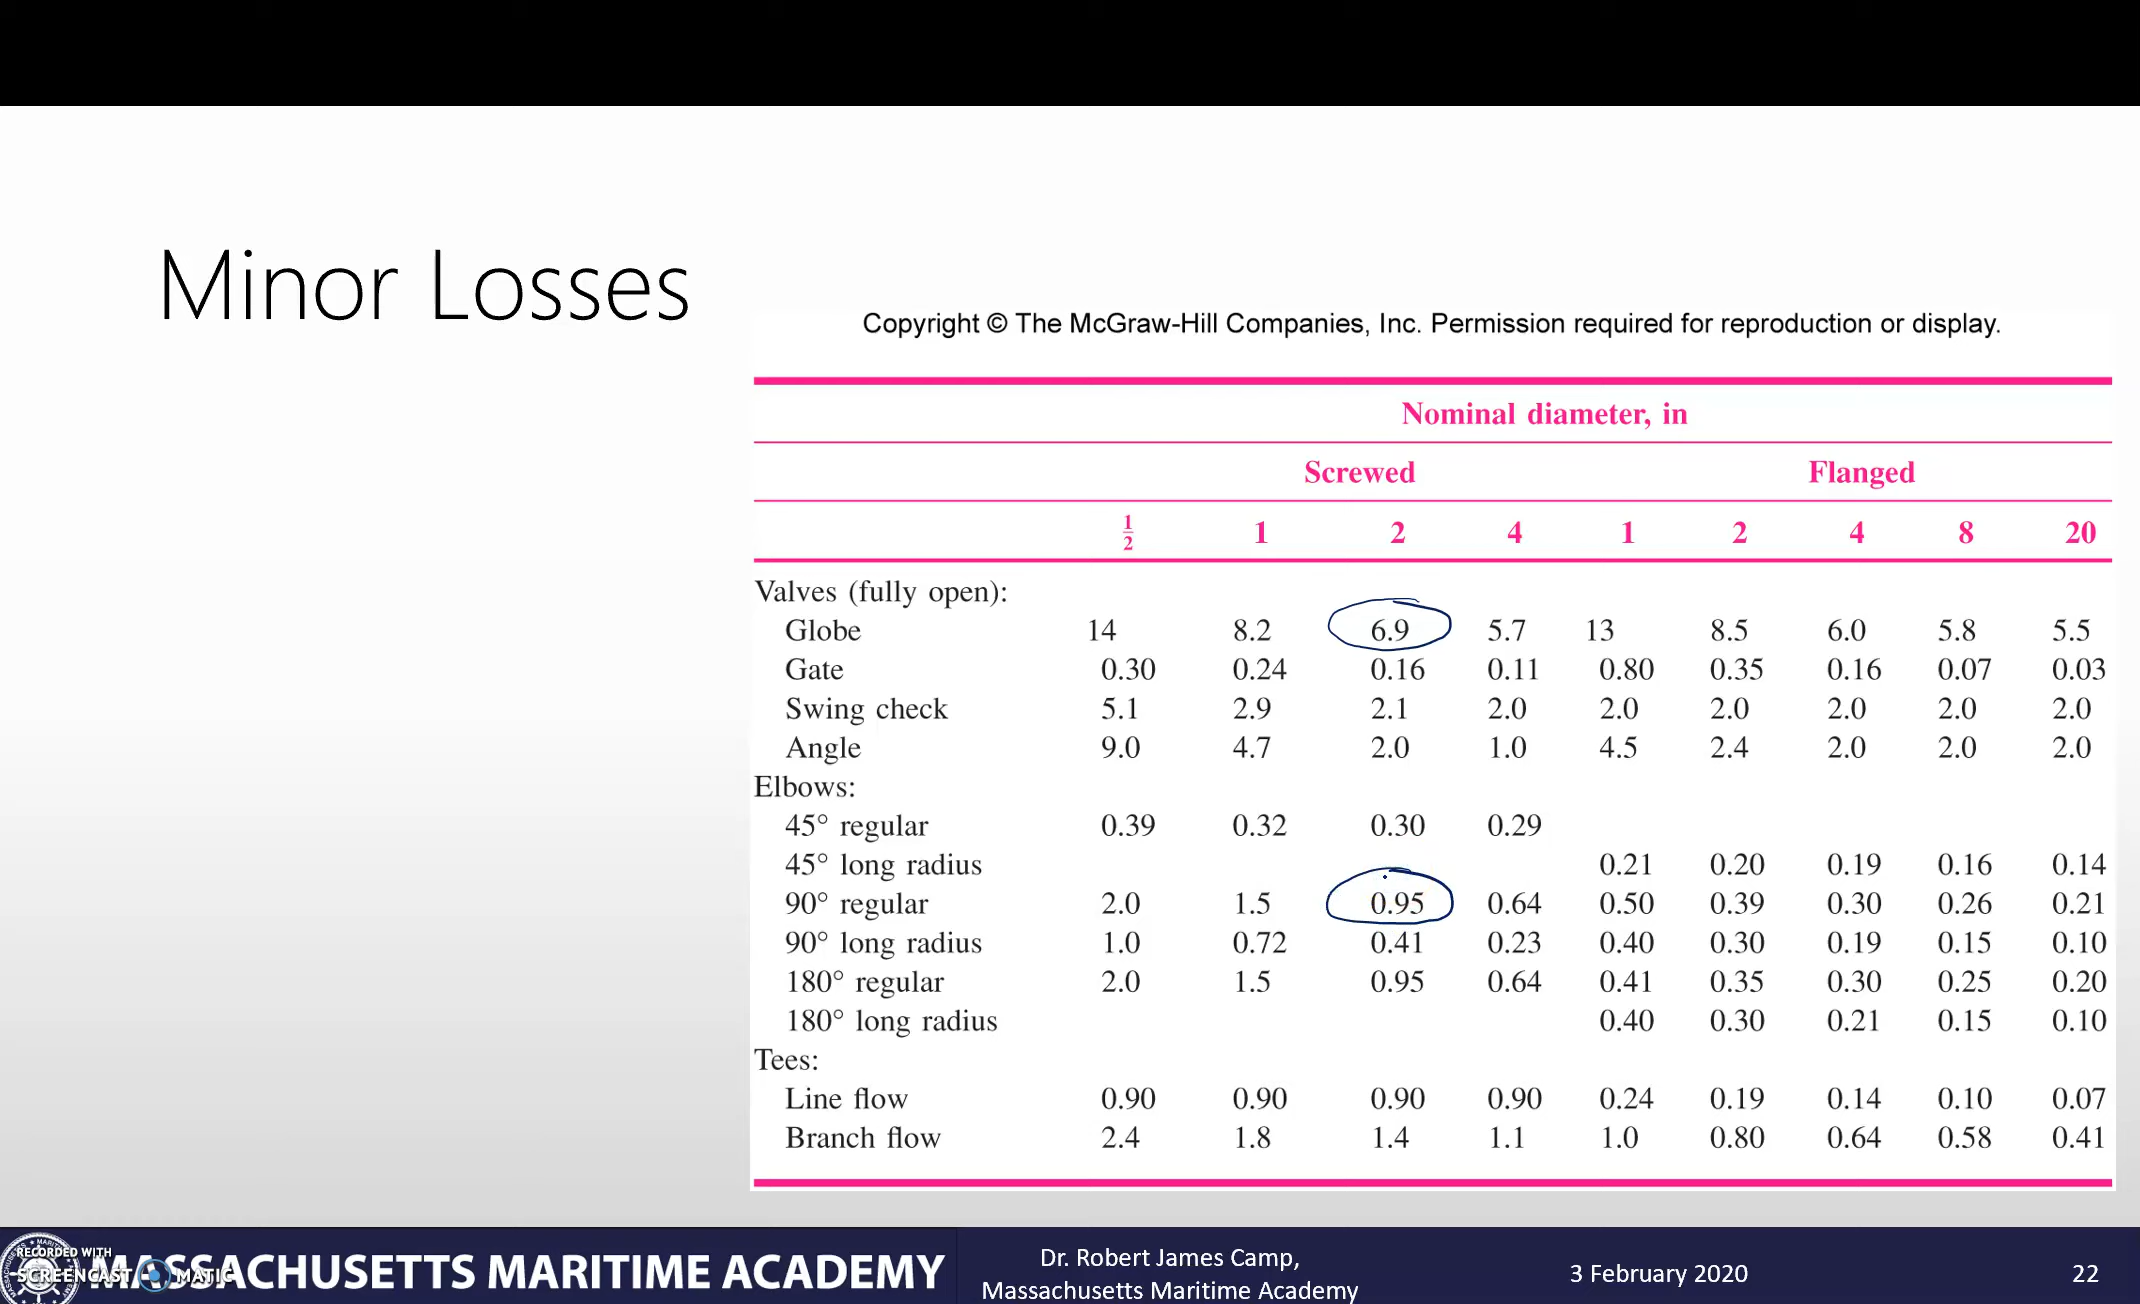 Minor Losses
Copyright © The McGraw-Hill Companies, Inc. Permission required for reproduction or display.
Nominal diameter, in
Screwed Flanged
1/2 1 2 4 1 2 4 8 20
Valves (fully open):
Globe 14 8.2 6.9 5.7 13 8.5 6.0 5.8 5.5
Gate 0.30 0.24 0.16 0.11 0.80 0.35 0.16 0.07 0.03
Swing check 5.1 2.9 2.1 2.0 2.0 2.0 2.0 2.0 2.0
Angle 9.0 4.7 2.0 1.0 4.5 2.4 2.0 2.0 2.0
Elbows:
45° regular 0.39 0.32 0.30 0.29
45° long radius 0.21 0.20 0.19 0.16 0.14
90° regular 2.0 1.5 0.95 0.64 0.50 0.39 0.30 0.26 0.21
90° long radius 1.0 0.72 0.41 0.23 0.40 0.30 0.19 0.15 0.10
180° regular 2.0 1.5 0.95 0.64 0.41 0.35 0.30 0.25 0.20
180° long radius 0.40 0.30 0.21 0.15 0.10
Tees:
Line flow 0.90 0.90 0.90 0.90 0.24 0.19 0.14 0.10 0.07
Branch flow 2.4 1.8 1.4 1.1 1.0 0.80 0.64 0.58 0.41
RECORDED WITH
SCREENCAST MATIC
MASSACHUSETTS MARITIME ACADEMY
Dr. Robert James Camp,
Massachusetts Maritime Academy
3 February 2020
22